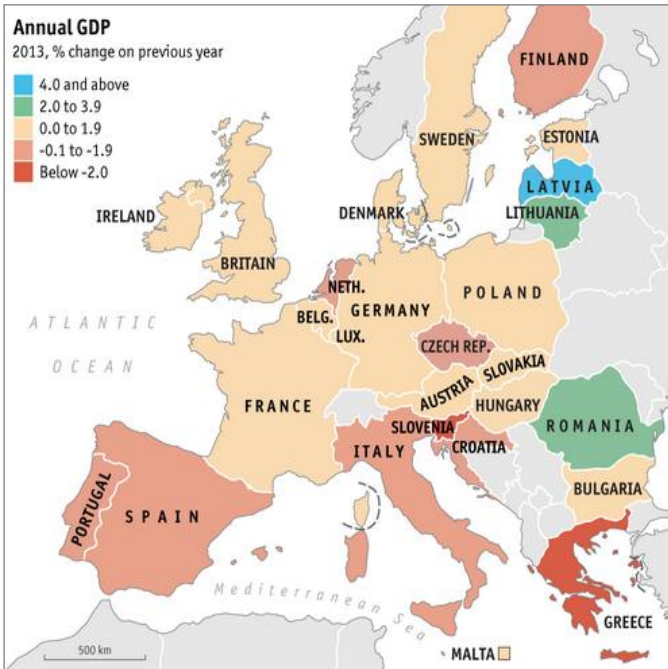 Annual GDP
2013, % change on previous year
4.0 and above
2.0 to 3.9
0.0 to 1.9
-0.1 to -1.9
Below -2.0
FINLAND
SWEDEN
ESTONIA
LATVIA
LITHUANIA
IRELAND
DENMARK
BRITAIN
NETH.
GERMANY
POLAND
BELG.
LUX.
ATLANTIC
OCEAN
CZECH REP.
SLOVAKIA
AUSTRIA
FRANCE
HUNGARY
SLOVENIA
ROMANIA
ITALY
CROATIA
BULGARIA
PORTUGAL
SPAIN
Mediterranean Sea
GREECE
500 km
MALTA